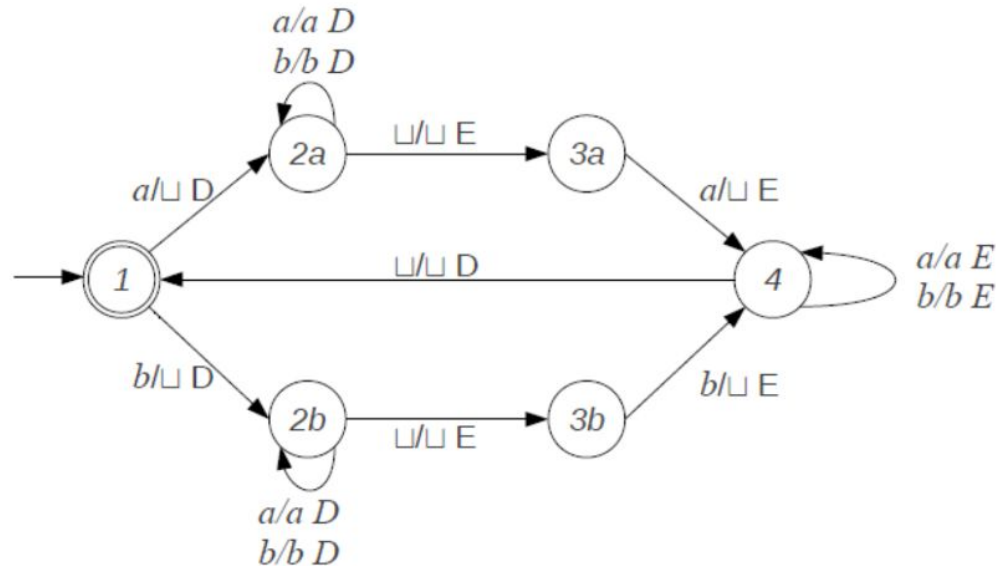 a/a D
b/b D
2a
⊔/⊔ E
3a
a/⊔ D
a/⊔ E
1
⊔/⊔ D
4
a/a E
b/b E
b/⊔ D
b/⊔ E
2b
⊔/⊔ E
3b
a/a D
b/b D